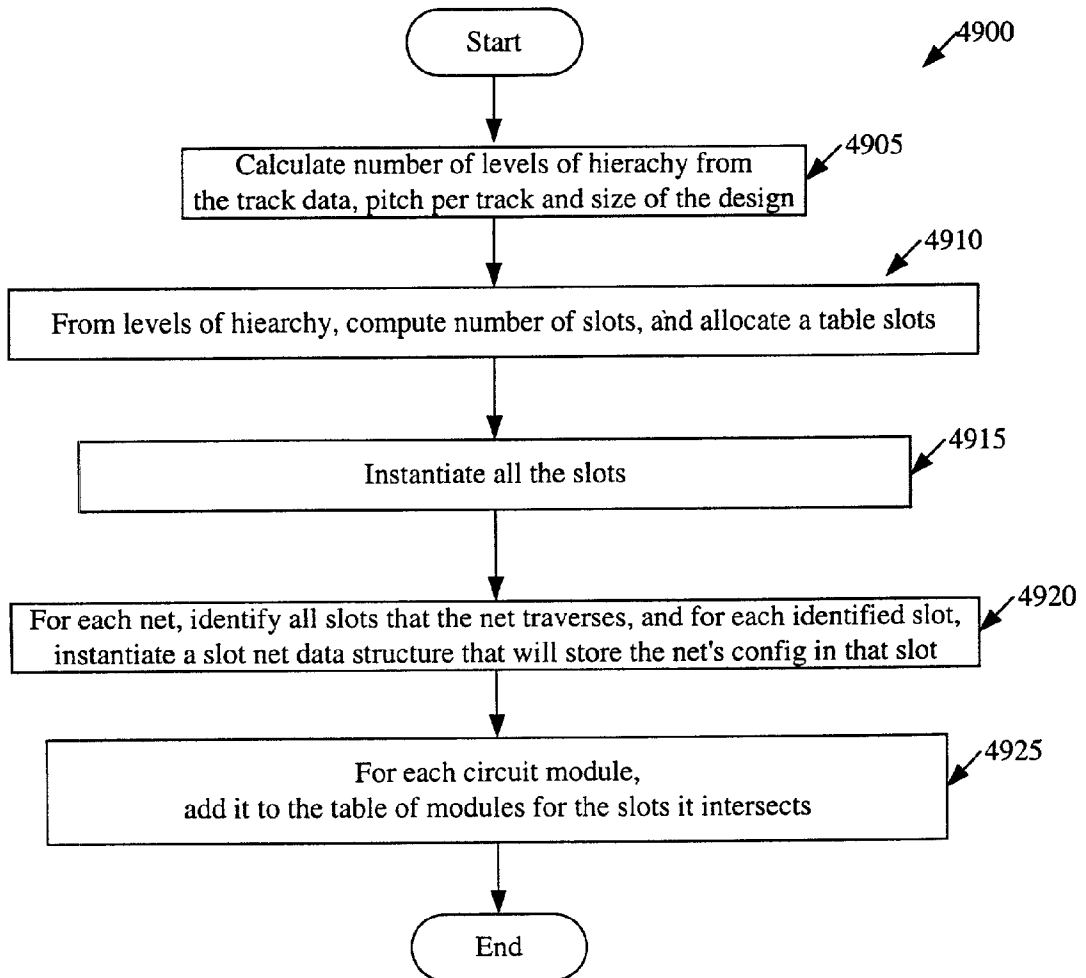 Start
4900
4905
Calculate number of levels of hierachy from
the track data, pitch per track and size of the design
4910
From levels of hiearchy, compute number of slots, and allocate a table slots
4915
Instantiate all the slots
4920
For each net, identify all slots that the net traverses, and for each identified slot,
instantiate a slot net data structure that will store the net's config in that slot
4925
For each circuit module,
add it to the table of modules for the slots it intersects
End